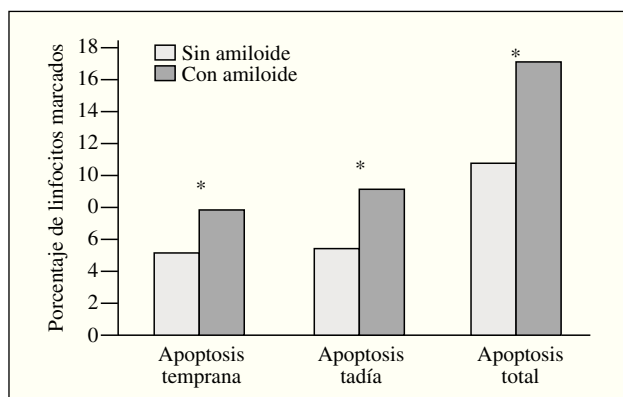 Porcentaje de linfocitos marcados
18
16
14
12
10
0
6
4
2
0
Sin amiloide
Con amiloide
*
*
*
Apoptosis
temprana
Apoptosis
tadía
Apoptosis
total